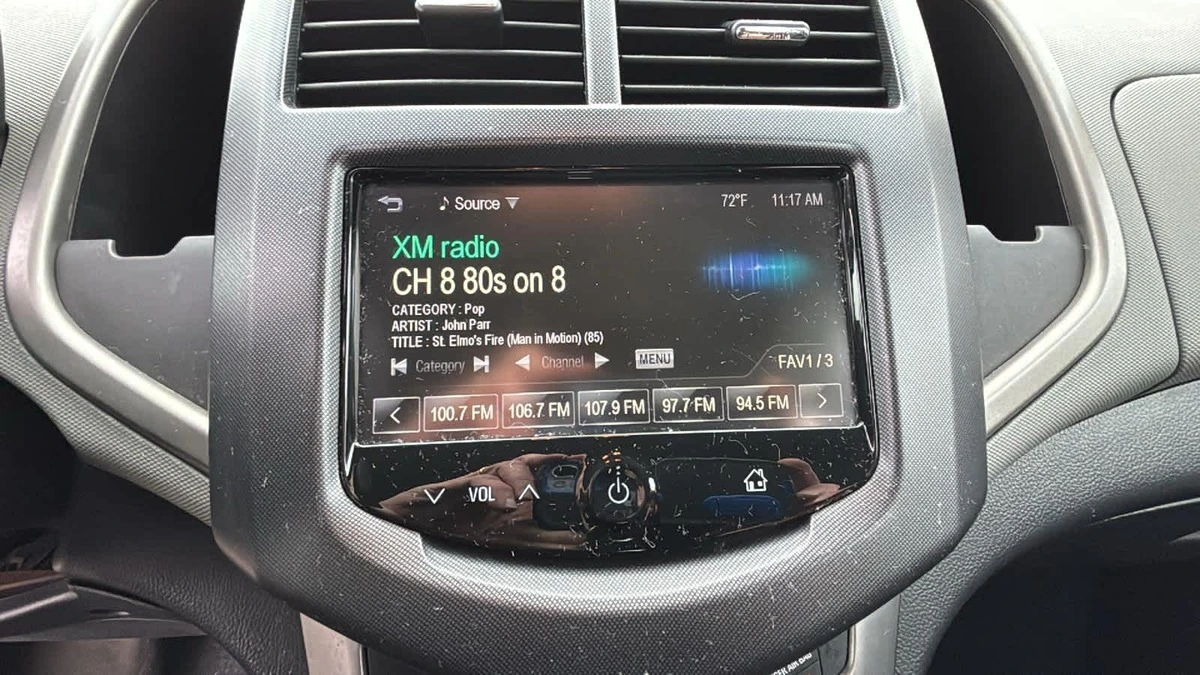 Source 72°F 11:17 AM
XM radio
CH 8 80s on 8
CATEGORY : Pop
ARTIST : John Parr
TITLE : St. Elmo's Fire (Man in Motion) (85)
Category Channel MENU FAV1 / 3
< 100.7 FM 106.7 FM 107.9 FM 97.7 FM 94.5 FM >
VOL
AIR BAG